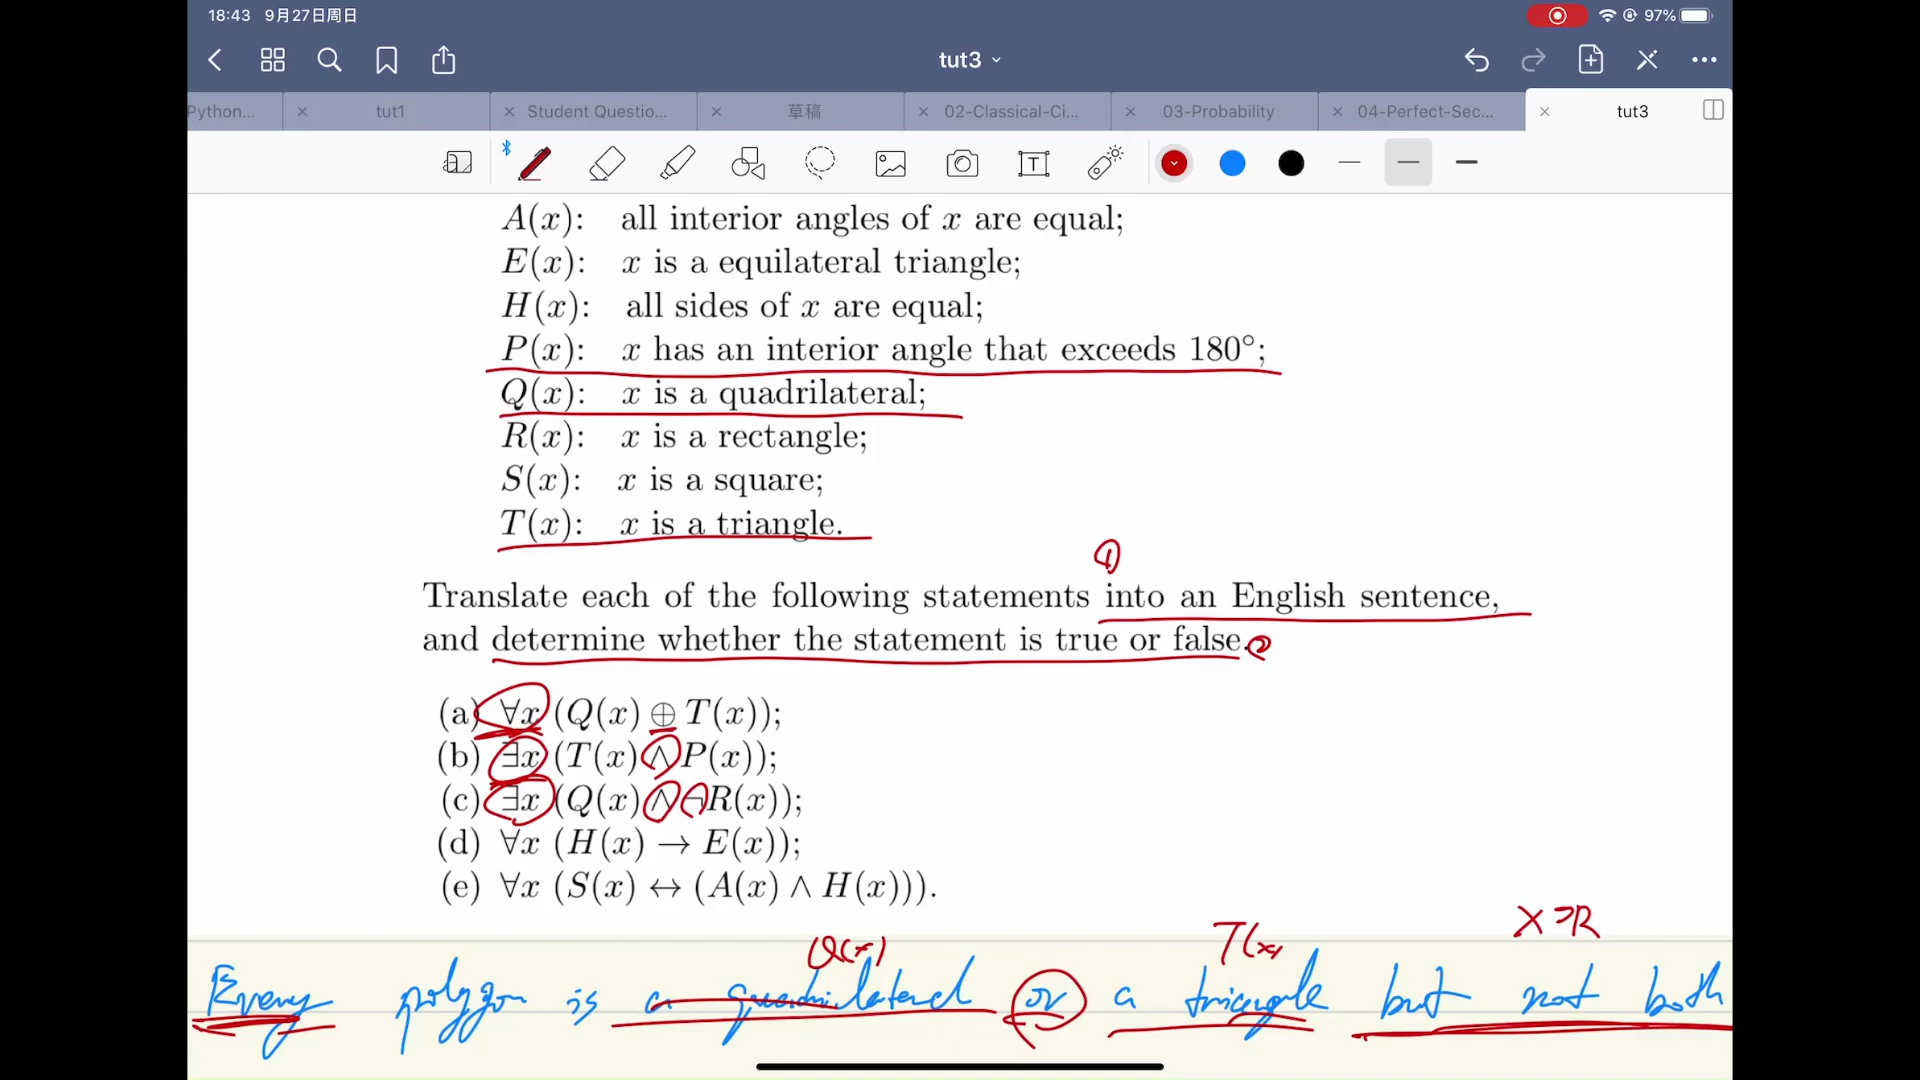 18:43 9月27日周日
97%
tut3
Python...
tut1
Student Questio...
草稿
02-Classical-Ci...
03-Probability
04-Perfect-Sec...
tut3
A(x): all interior angles of x are equal;
E(x): x is a equilateral triangle;
H(x): all sides of x are equal;
P(x): x has an interior angle that exceeds 180°;
Q(x): x is a quadrilateral;
R(x): x is a rectangle;
S(x): x is a square;
T(x): x is a triangle.
①
Translate each of the following statements into an English sentence,
and determine whether the statement is true or false. ②
(a) ∀x (Q(x) ⊕ T(x));
(b) ∃x (T(x) ∧ P(x));
(c) ∃x (Q(x) ∧ ¬R(x));
(d) ∀x (H(x) → E(x));
(e) ∀x (S(x) ↔ (A(x) ∧ H(x))).
Q(x) T(x)
Every polygon is a quadrilateral or a triangle but not both